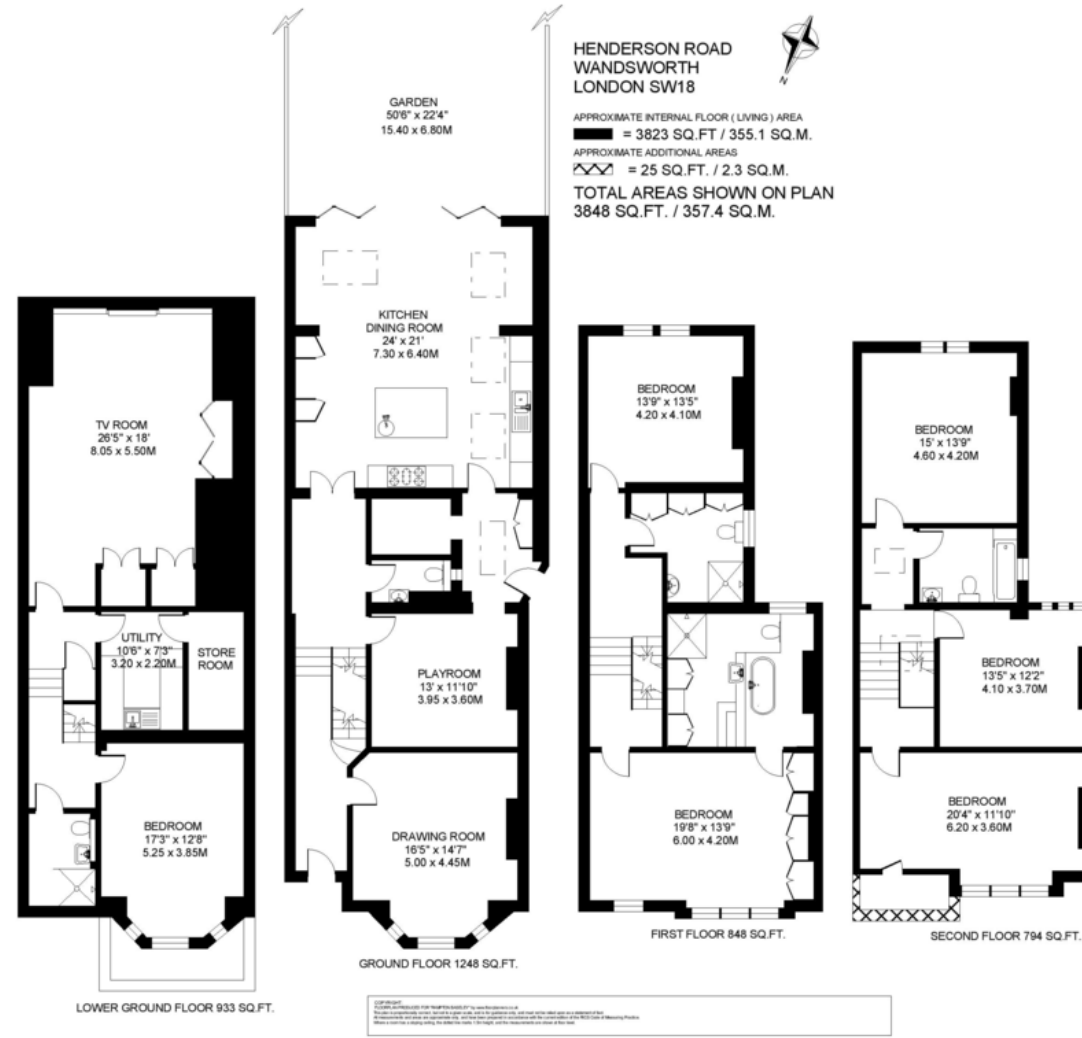 HENDERSON ROAD
WANDSWORTH
LONDON SW18
N
APPROXIMATE INTERNAL FLOOR ( LIVING ) AREA
= 3823 SQ.FT / 355.1 SQ.M.
APPROXIMATE ADDITIONAL AREAS
= 25 SQ.FT. / 2.3 SQ.M.
TOTAL AREAS SHOWN ON PLAN
3848 SQ.FT. / 357.4 SQ.M.
TV ROOM
26'5" x 18'
8.05 x 5.50M
UTILITY
10'6" x 7'3"
3.20 x 2.20M
STORE
ROOM
BEDROOM
17'3" x 12'8"
5.25 x 3.85M
LOWER GROUND FLOOR 933 SQ.FT.
GARDEN
50'6" x 22'4"
15.40 x 6.80M
KITCHEN
DINING ROOM
24' x 21'
7.30 x 6.40M
PLAYROOM
13' x 11'10"
3.95 x 3.60M
DRAWING ROOM
16'5" x 14'7"
5.00 x 4.45M
GROUND FLOOR 1248 SQ.FT.
BEDROOM
13'9" x 13'5"
4.20 x 4.10M
BEDROOM
19'8" x 13'9"
6.00 x 4.20M
FIRST FLOOR 848 SQ.FT.
BEDROOM
15' x 13'9"
4.60 x 4.20M
BEDROOM
13'5" x 12'2"
4.10 x 3.70M
BEDROOM
20'4" x 11'10"
6.20 x 3.60M
SECOND FLOOR 794 SQ.FT.
COPYRIGHT